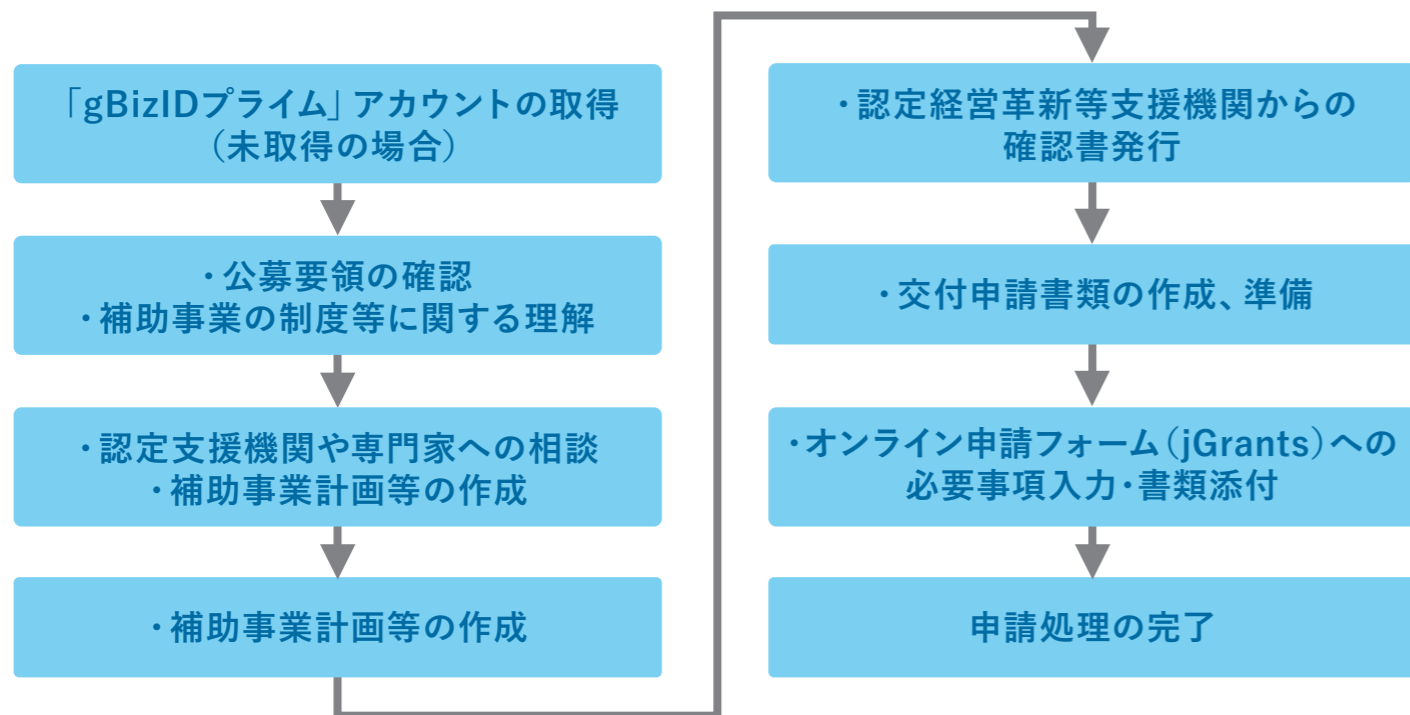 「gBizIDプライム」アカウントの取得
（未取得の場合）
・公募要領の確認
・補助事業の制度等に関する理解
・認定支援機関や専門家への相談
・補助事業計画等の作成
・補助事業計画等の作成
・認定経営革新等支援機関からの
確認書発行
・交付申請書類の作成、準備
・オンライン申請フォーム（jGrants）への
必要事項入力・書類添付
申請処理の完了